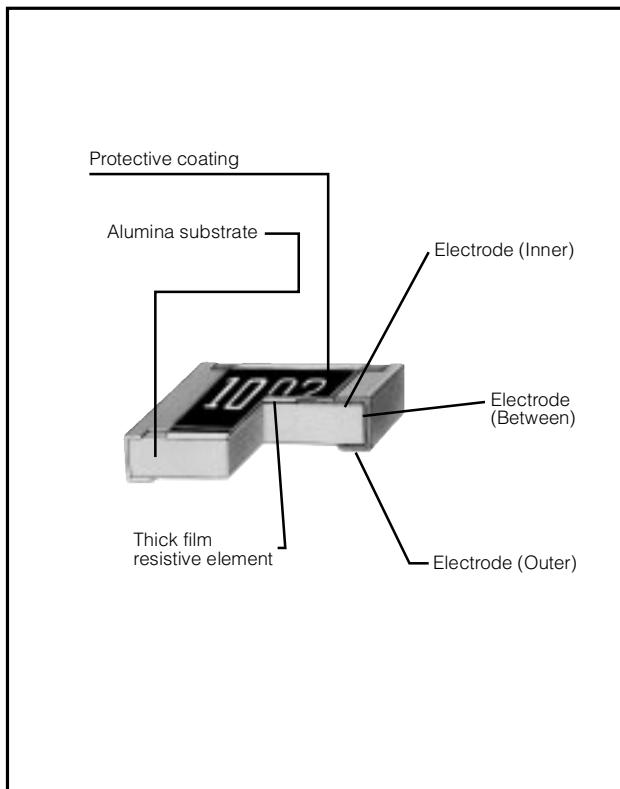 Protective coating
Alumina substrate
Electrode (Inner)
1002
Electrode
(Between)
Thick film
resistive element
Electrode (Outer)